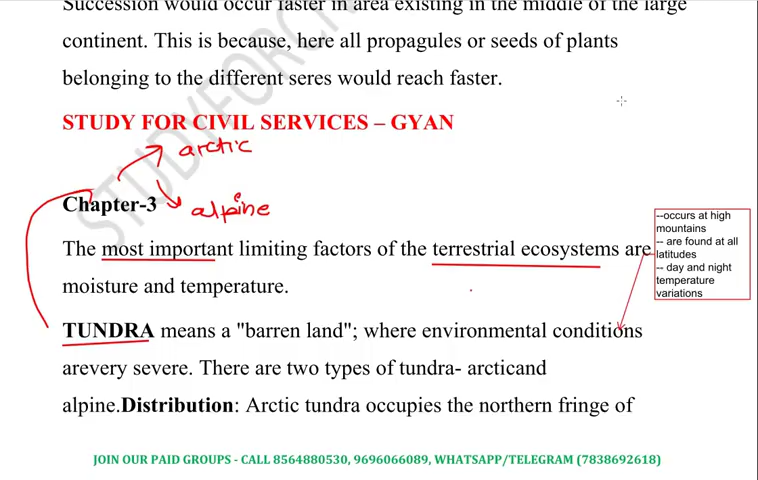 Succession would occur faster in area existing in the middle of the large
continent. This is because, here all propagules or seeds of plants
belonging to the different seres would reach faster.
STUDY FOR CIVIL SERVICES – GYAN
arctic
Chapter-3
alpine
The most important limiting factors of the terrestrial ecosystems are
moisture and temperature.
--occurs at high
mountains
-- are found at all
latitudes
-- day and night
temperature
variations
TUNDRA means a "barren land"; where environmental conditions
arevery severe. There are two types of tundra- arcticand
alpine.Distribution: Arctic tundra occupies the northern fringe of
JOIN OUR PAID GROUPS - CALL 8564880530, 9696066089, WHATSAPP/TELEGRAM (7838692618)